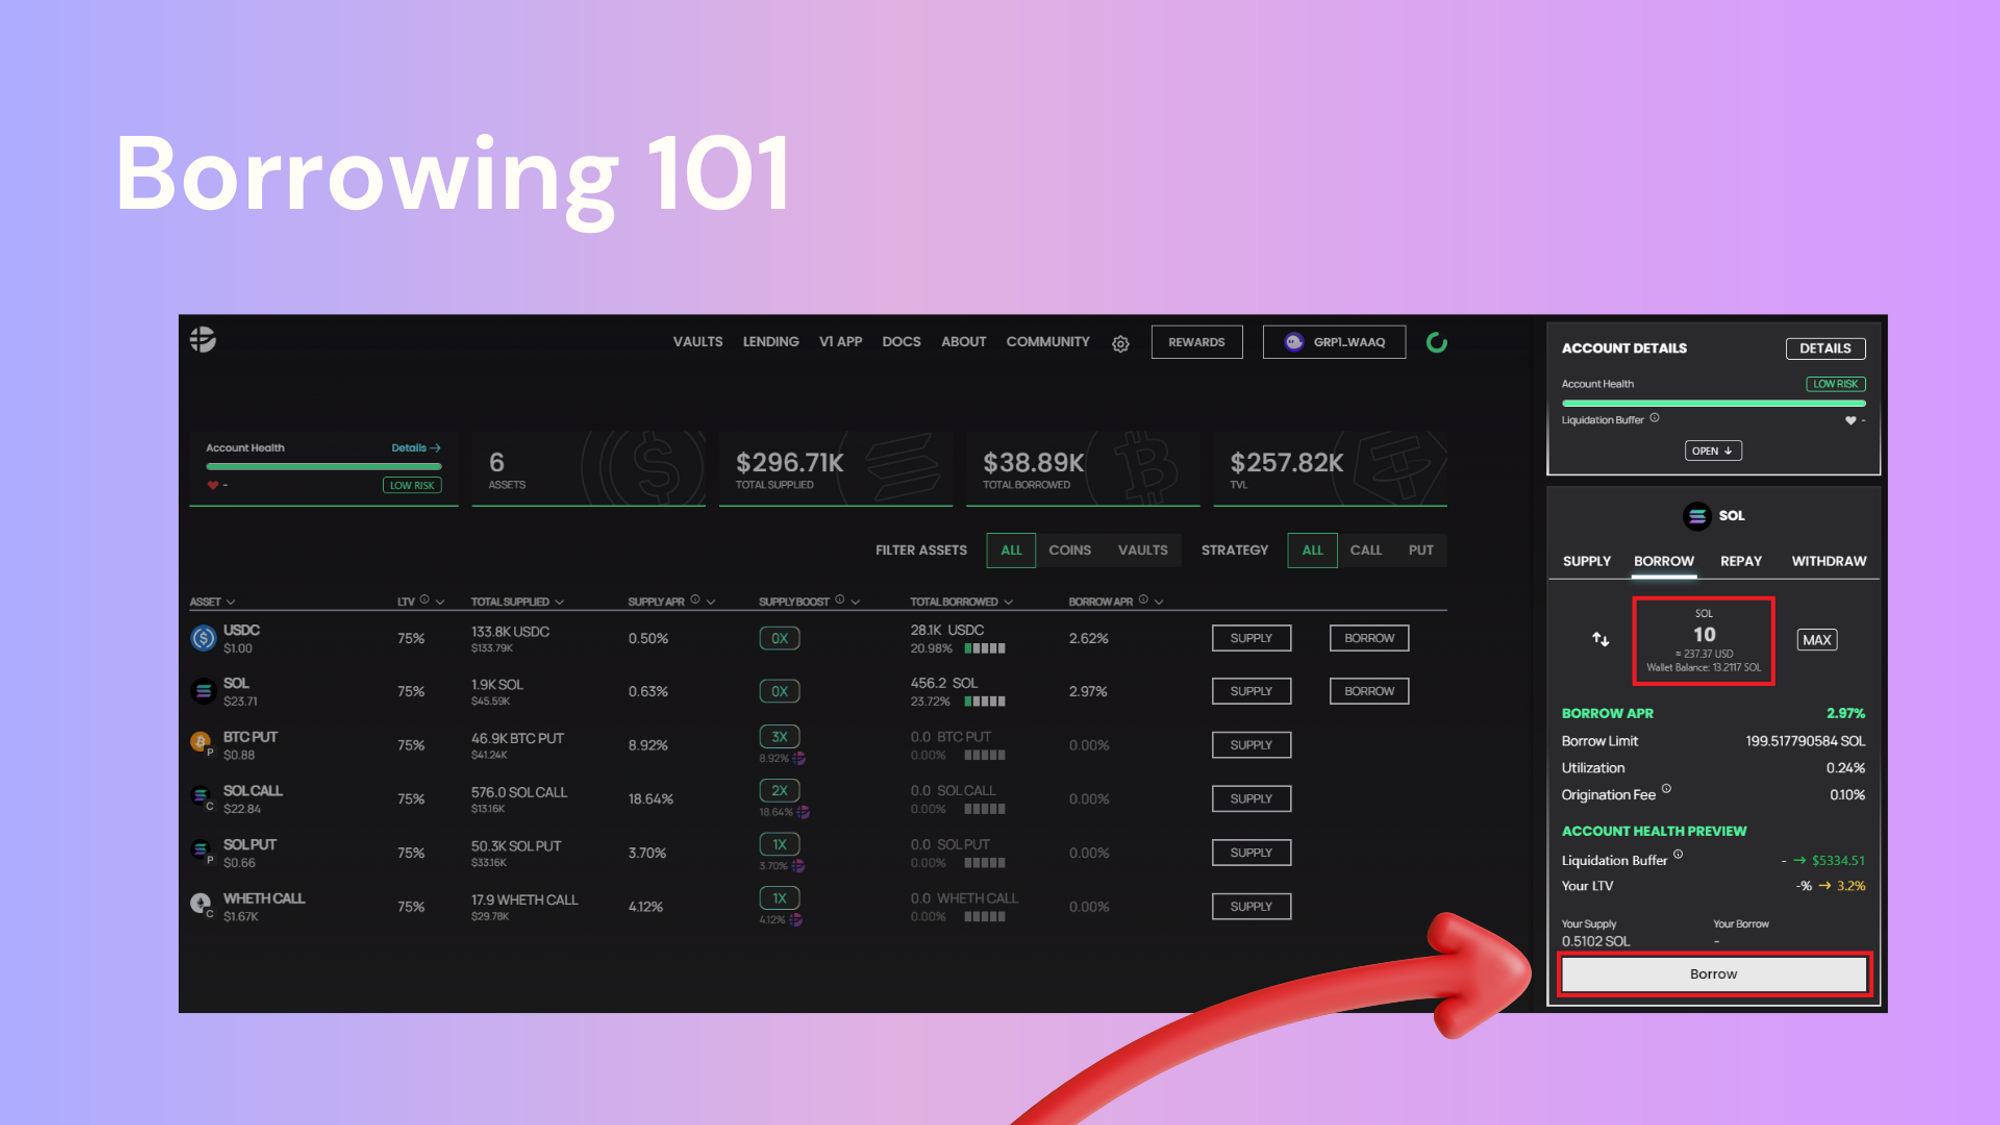 Borrowing 101
VAULTS LENDING V1 APP DOCS ABOUT COMMUNITY REWARDS GRP1..WAAQ
Account Health Details →
-
LOW RISK
6
ASSETS
$296.71K
TOTAL SUPPLIED
$38.89K
TOTAL BORROWED
$257.82K
TVL
FILTER ASSETS ALL COINS VAULTS STRATEGY ALL CALL PUT
ASSET LTV TOTAL SUPPLIED SUPPLY APR SUPPLY BOOST TOTAL BORROWED BORROW APR
USDC 75% 133.8K USDC 0.50% 0X 28.1K USDC 2.62% SUPPLY BORROW
$1.00 $133.79K 20.98%
SOL 75% 1.9K SOL 0.63% 0X 456.2 SOL 2.97% SUPPLY BORROW
$23.71 $45.59K 23.72%
BTC PUT 75% 46.9K BTC PUT 8.92% 3X 0.0 BTC PUT 0.00% SUPPLY
P $0.88 $41.24K 8.92% 0.00%
SOL CALL 75% 576.0 SOL CALL 18.64% 2X 0.0 SOL CALL 0.00% SUPPLY
C $22.84 $13.16K 18.64% 0.00%
SOL PUT 75% 50.3K SOL PUT 3.70% 1X 0.0 SOL PUT 0.00% SUPPLY
P $0.66 $33.16K 3.70% 0.00%
WHETH CALL 75% 17.9 WHETH CALL 4.12% 1X 0.0 WHETH CALL 0.00% SUPPLY
C $1.67K $29.78K 4.12% 0.00%
ACCOUNT DETAILS DETAILS
Account Health LOW RISK
Liquidation Buffer -
OPEN ↓
SOL
SUPPLY BORROW REPAY WITHDRAW
SOL
10 MAX
≈ 237.37 USD
Wallet Balance: 13.2117 SOL
BORROW APR 2.97%
Borrow Limit 199.517790584 SOL
Utilization 0.24%
Origination Fee 0.10%
ACCOUNT HEALTH PREVIEW
Liquidation Buffer - → $5334.51
Your LTV -% → 3.2%
Your Supply Your Borrow
0.5102 SOL -
Borrow